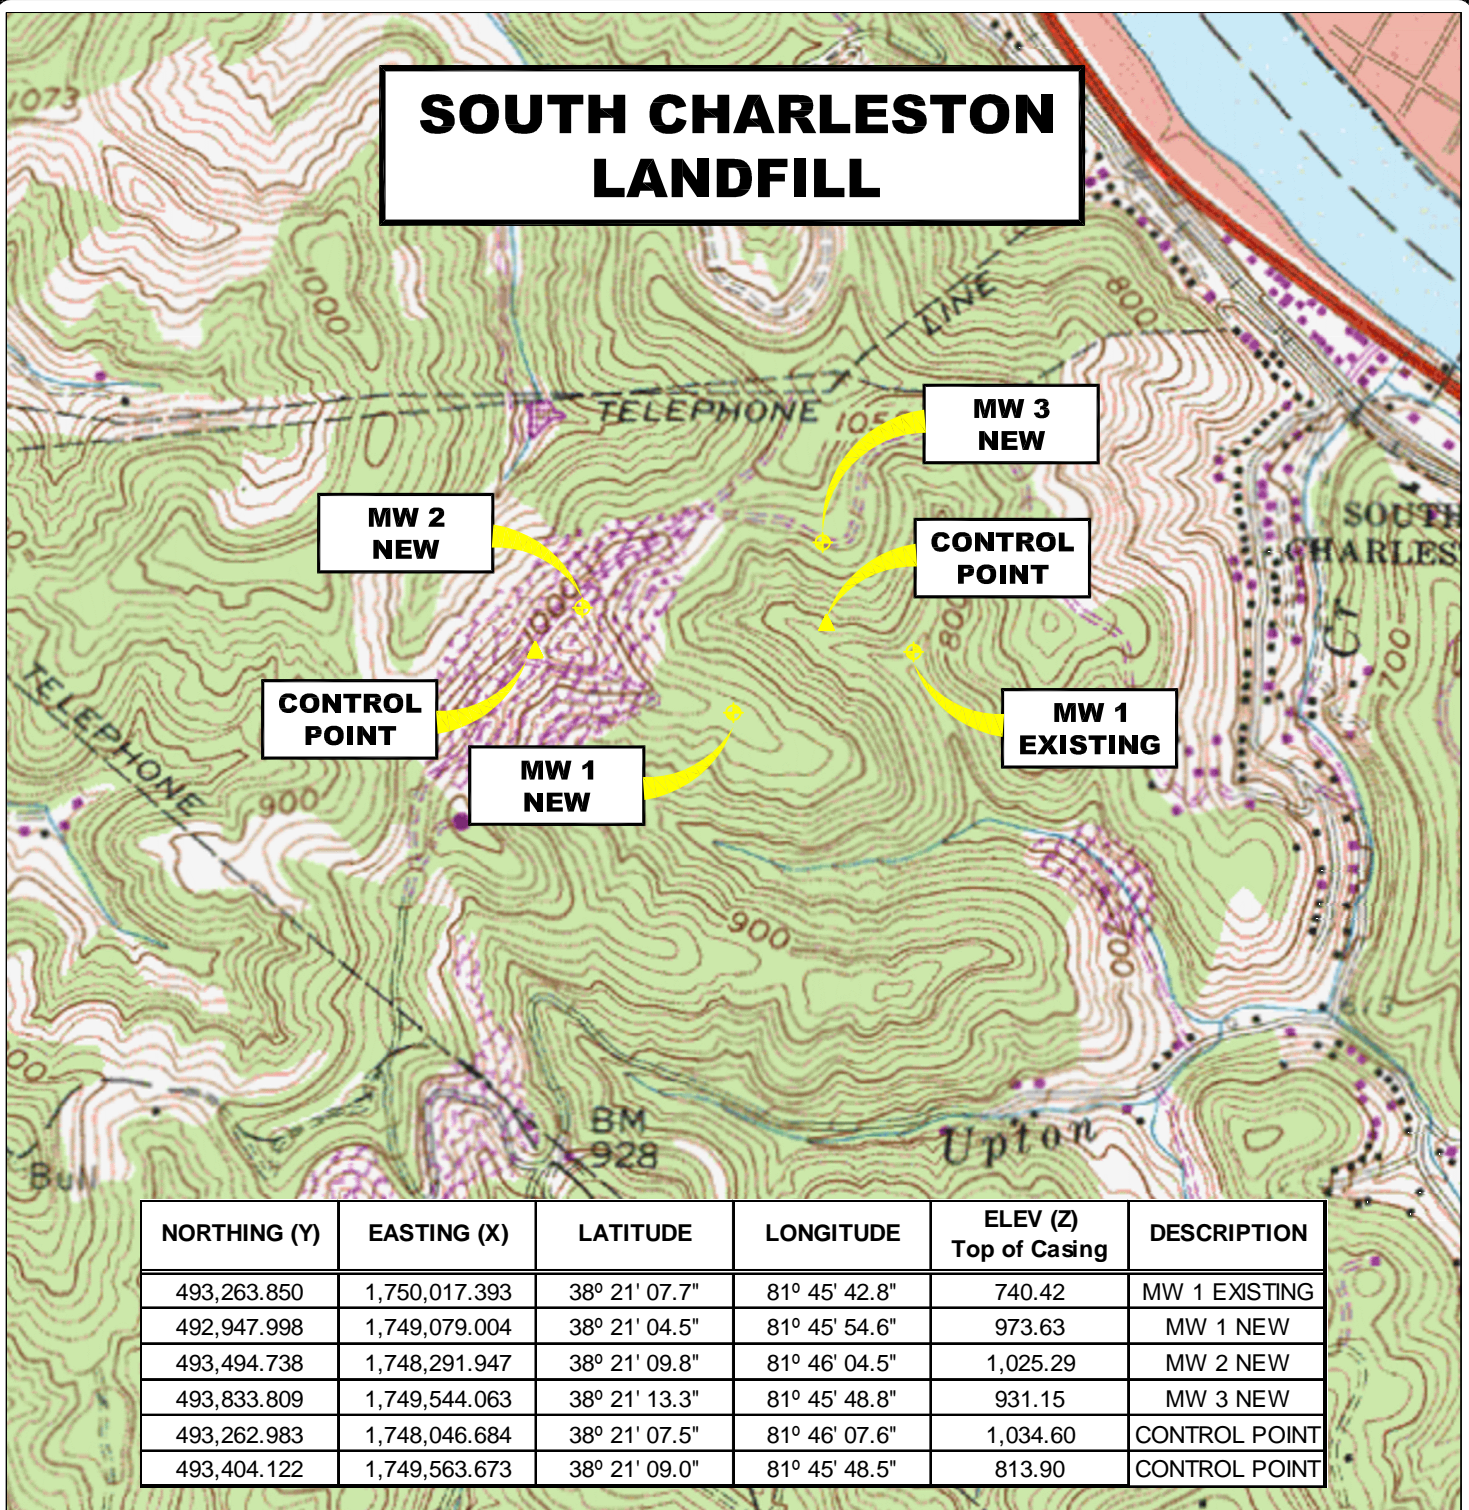 1073
SOUTH CHARLESTON
LANDFILL
1000
LINE
800
TELEPHONE
MW 3
NEW
MW 2
NEW
CONTROL
POINT
SOUTH
CHARLES
1000
800
Cr
700
TELEPHONE
CONTROL
POINT
MW 1
EXISTING
MW 1
NEW
900
900
700
613
BM
928
Upton
Bull
NORTHING (Y) EASTING (X) LATITUDE LONGITUDE ELEV (Z) Top of Casing DESCRIPTION
493,263.850 1,750,017.393 38º 21' 07.7" 81º 45' 42.8" 740.42 MW 1 EXISTING
492,947.998 1,749,079.004 38º 21' 04.5" 81º 45' 54.6" 973.63 MW 1 NEW
493,494.738 1,748,291.947 38º 21' 09.8" 81º 46' 04.5" 1,025.29 MW 2 NEW
493,833.809 1,749,544.063 38º 21' 13.3" 81º 45' 48.8" 931.15 MW 3 NEW
493,262.983 1,748,046.684 38º 21' 07.5" 81º 46' 07.6" 1,034.60 CONTROL POINT
493,404.122 1,749,563.673 38º 21' 09.0" 81º 45' 48.5" 813.90 CONTROL POINT